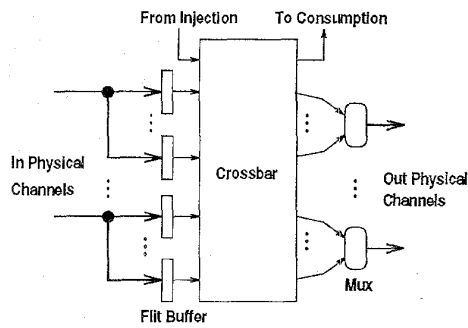 From Injection
To Consumption
In Physical
Channels
Crossbar
Out Physical
Channels
Mux
Flit Buffer